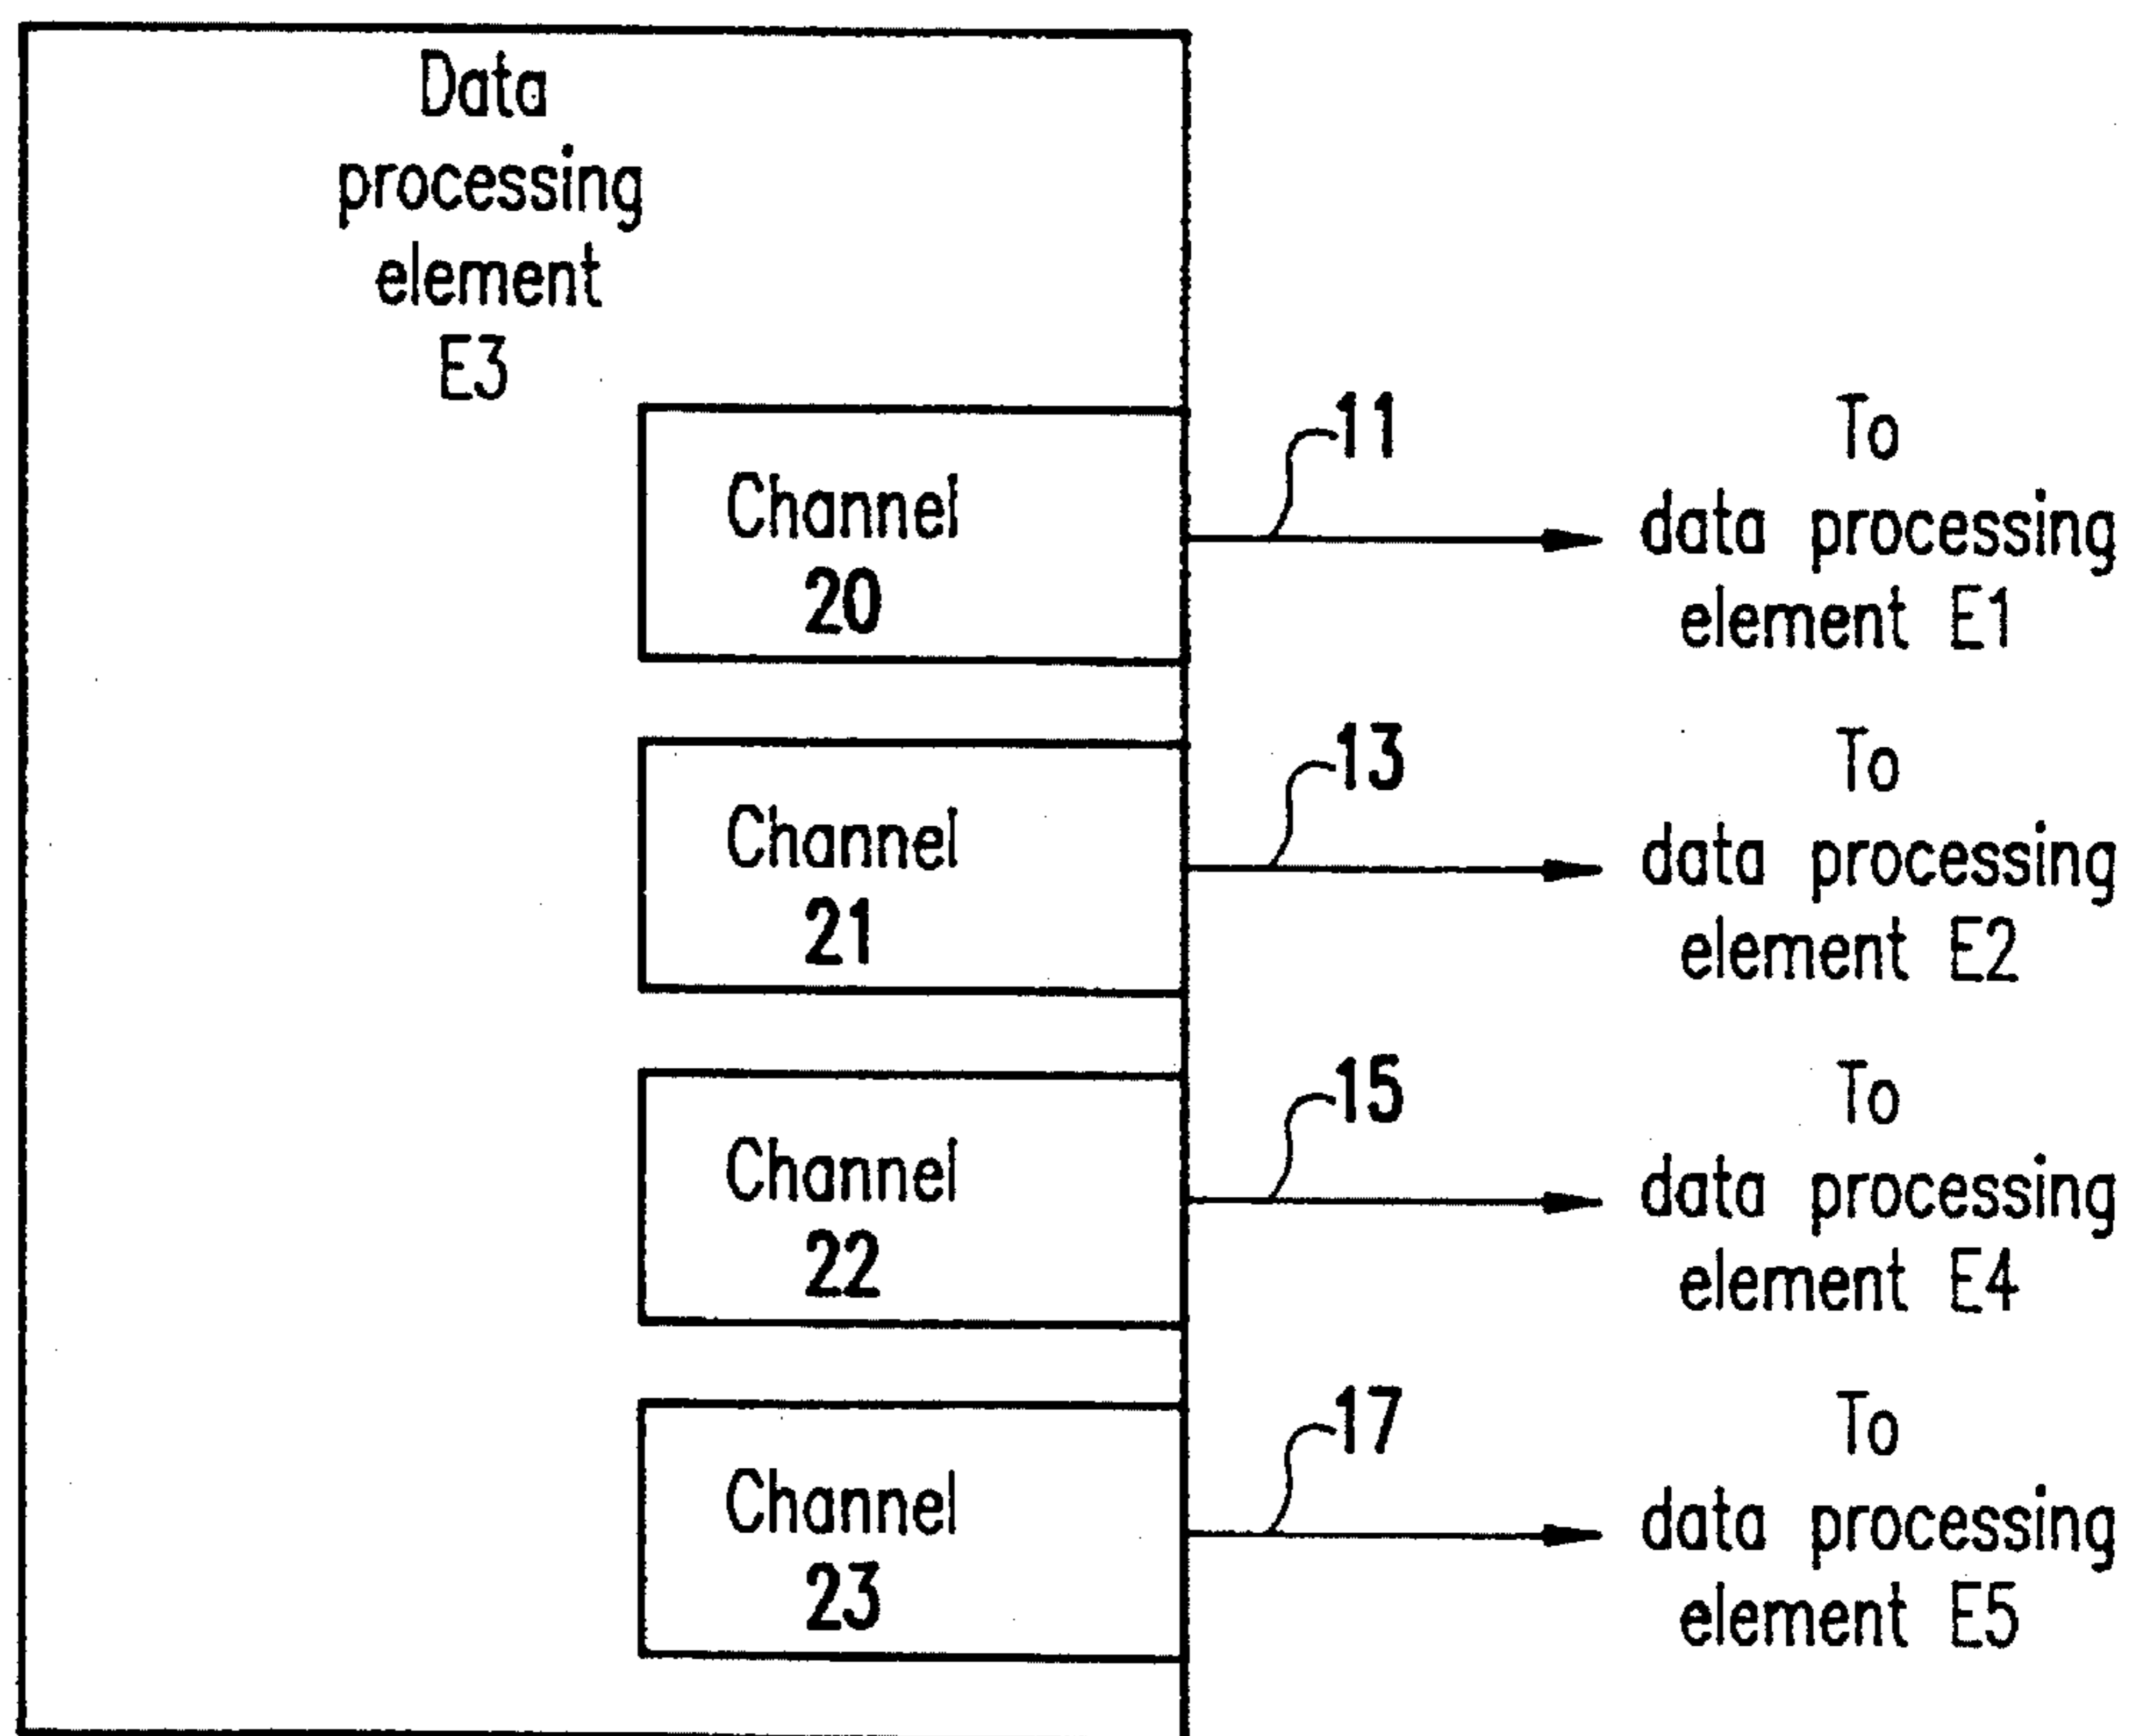 Data
processing
element
E3
Channel
20
11
To
data processing
element E1
Channel
21
13
To
data processing
element E2
Channel
22
15
To
data processing
element E4
Channel
23
17
To
data processing
element E5